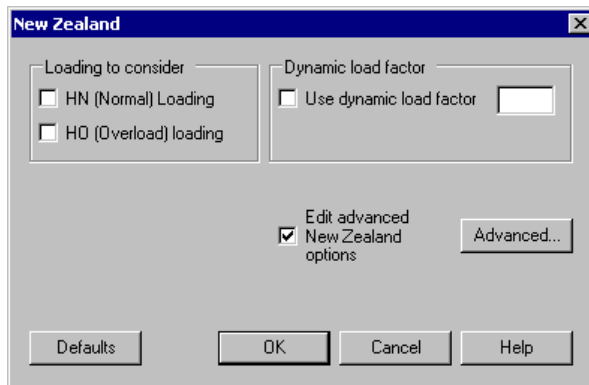 New Zealand
Loading to consider
HN (Normal) Loading
HO (Overload) loading
Dynamic load factor
Use dynamic load factor
Edit advanced
New Zealand
options
Advanced...
Defaults
OK
Cancel
Help